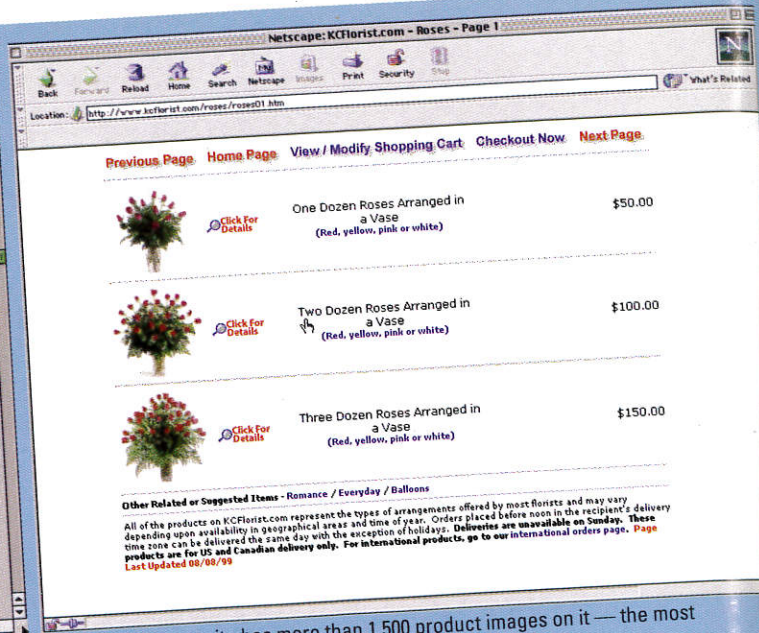 Netscape: KCFlorist.com - Roses - Page 1
Back Forward Reload Home Search Netscape Images Print Security Stop
Location: http://www.kcflorist.com/roses/roses01.htm What's Related
Previous Page Home Page View / Modify Shopping Cart Checkout Now Next Page
One Dozen Roses Arranged in
Click For
Details
a Vase
(Red, yellow, pink or white)
$50.00
Two Dozen Roses Arranged in
Click For
Details
a Vase
(Red, yellow, pink or white)
$100.00
Three Dozen Roses Arranged in
Click For
Details
a Vase
(Red, yellow, pink or white)
$150.00
Other Related or Suggested Items - Romance / Everyday / Balloons
All of the products on KCFlorist.com represent the types of arrangements offered by most florists and may vary
depending upon availability in geographical areas and time of year. Orders placed before noon in the recipient's delivery
time zone can be delivered the same day with the exception of holidays. Deliveries are unavailable on Sunday. These
products are for US and Canadian delivery only. For international products, go to our international orders page. Page
Last Updated 08/08/99
has more than 1,500 product images on it — the most